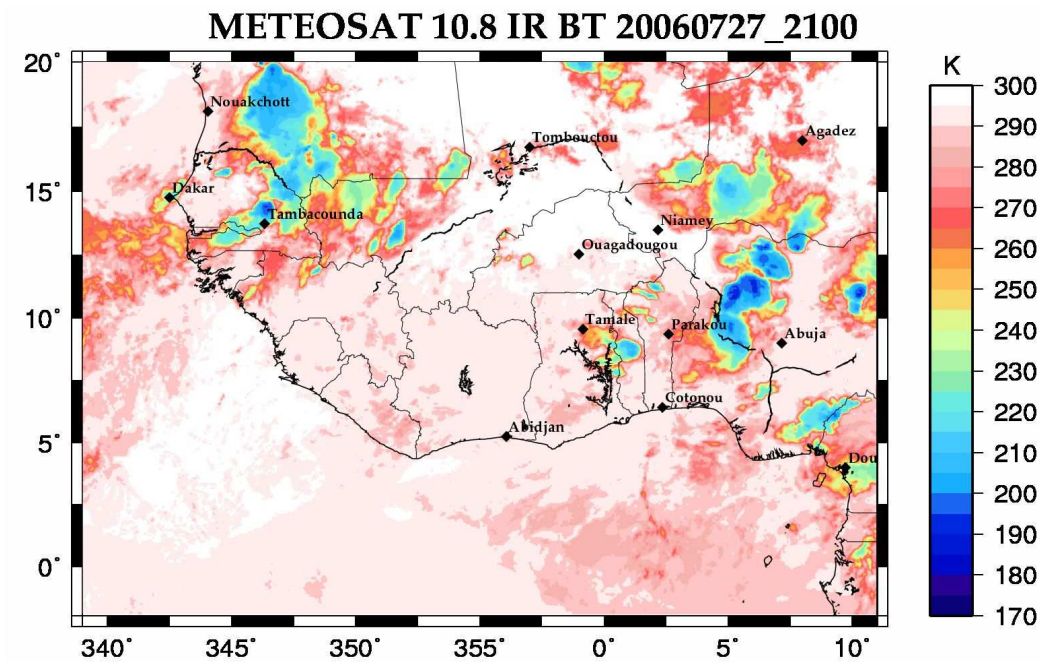 METEOSAT 10.8 IR BT 20060727_2100
K
20°
15°
10°
5°
0°
Nouakchott
Tombouctou
Agadez
Dakar
Tambacounda
Niamey
Ouagadougou
Tamale
Parakou
Abuja
Cotonou
Abidjan
Dou
300
290
280
270
260
250
240
230
220
210
200
190
180
170
340°
345°
350°
355°
0°
5°
10°